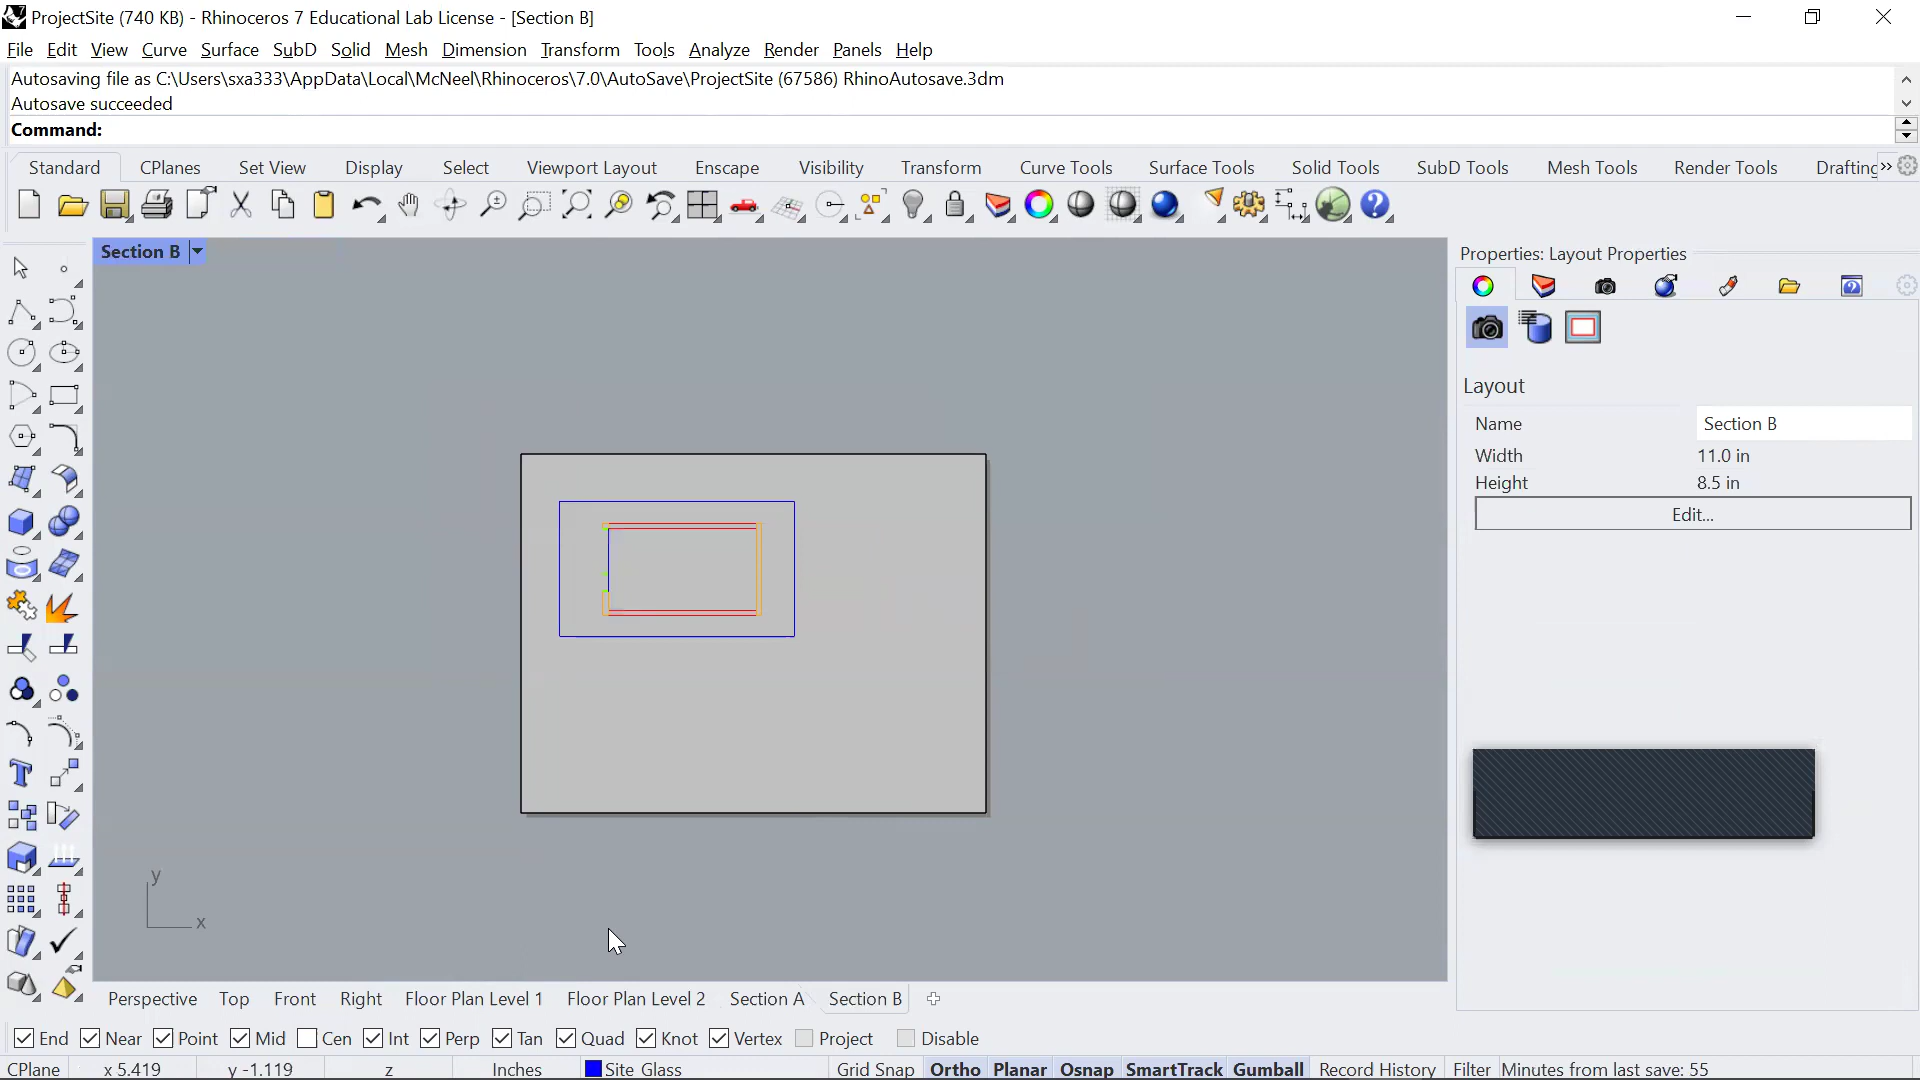 ProjectSite (740 KB) - Rhinoceros 7 Educational Lab License - [Section B]
File Edit View Curve Surface SubD Solid Mesh Dimension Transform Tools Analyze Render Panels Help
Autosaving file as C:\Users\sxa333\AppData\Local\McNeel\Rhinoceros\7.0\AutoSave\ProjectSite (67586) RhinoAutosave.3dm
Autosave succeeded
Command:
Standard CPlanes Set View Display Select Viewport Layout Enscape Visibility Transform Curve Tools Surface Tools Solid Tools SubD Tools Mesh Tools Render Tools Drafting
Section B
Properties: Layout Properties
Layout
Name Section B
Width 11.0 in
Height 8.5 in
Edit...
y
x
Perspective Top Front Right Floor Plan Level 1 Floor Plan Level 2 Section A Section B
End Near Point Mid Cen Int Perp Tan Quad Knot Vertex Project Disable
CPlane x 5.419 y -1.119 z Inches Site Glass Grid Snap Ortho Planar Osnap SmartTrack Gumball Record History Filter Minutes from last save: 55